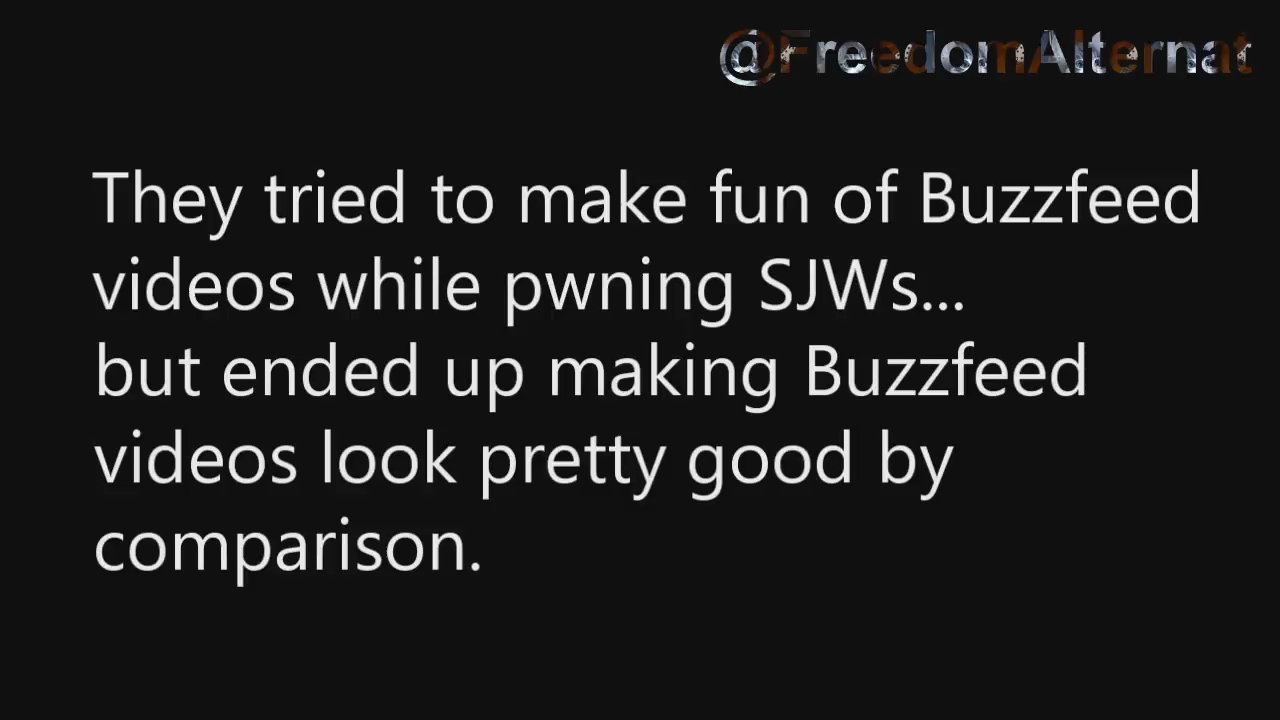 @FreedomAlternat
They tried to make fun of Buzzfeed
videos while pwning SJWs...
but ended up making Buzzfeed
videos look pretty good by
comparison.